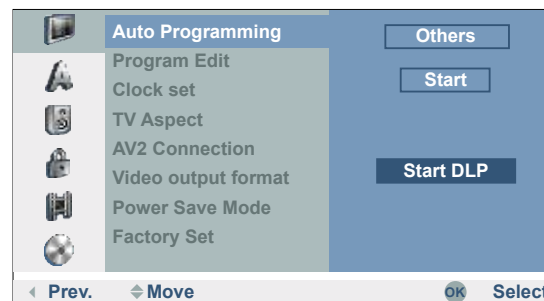 Auto Programming
Program Edit
Clock set
TV Aspect
AV2 Connection
Video output format
Power Save Mode
Factory Set
Others
Start
Start DLP
Prev.
Move
OK Select